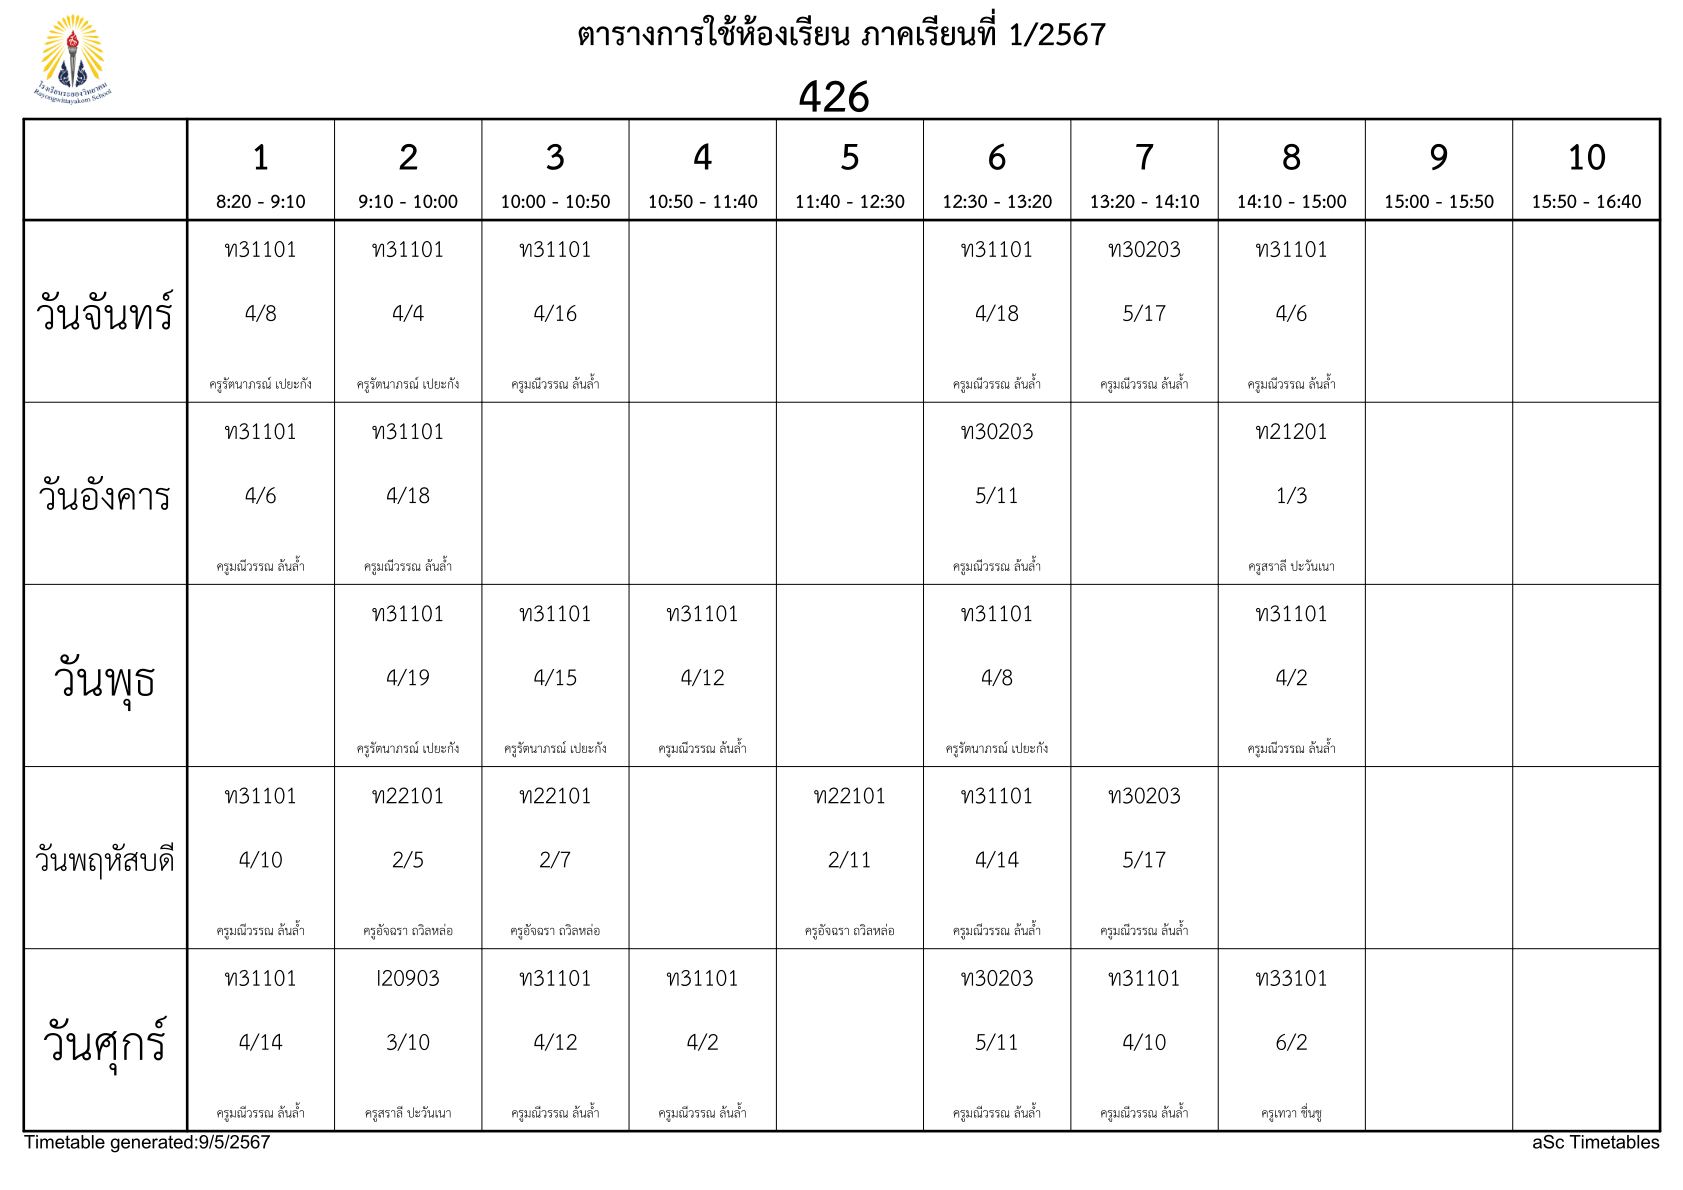 ตารางการใช้ห้องเรียน ภาคเรียนที่ 1/2567
โรงเรียนระยองวิทยาคม
Rayongwittayakom School
426
1 2 3 4 5 6 7 8 9 10
8:20 - 9:10 9:10 - 10:00 10:00 - 10:50 10:50 - 11:40 11:40 - 12:30 12:30 - 13:20 13:20 - 14:10 14:10 - 15:00 15:00 - 15:50 15:50 - 16:40
วันจันทร์
ท31101 ท31101 ท31101 ท31101 ท30203 ท31101
4/8 4/4 4/16 4/18 5/17 4/6
ครูรัตนาภรณ์ เปยะกัง ครูรัตนาภรณ์ เปยะกัง ครูมณีวรรณ ล้นล้ำ ครูมณีวรรณ ล้นล้ำ ครูมณีวรรณ ล้นล้ำ ครูมณีวรรณ ล้นล้ำ
วันอังคาร
ท31101 ท31101 ท30203 ท21201
4/6 4/18 5/11 1/3
ครูมณีวรรณ ล้นล้ำ ครูมณีวรรณ ล้นล้ำ ครูมณีวรรณ ล้นล้ำ ครูสราลี ปะวันเนา
วันพุธ
ท31101 ท31101 ท31101 ท31101 ท31101
4/19 4/15 4/12 4/8 4/2
ครูรัตนาภรณ์ เปยะกัง ครูรัตนาภรณ์ เปยะกัง ครูมณีวรรณ ล้นล้ำ ครูรัตนาภรณ์ เปยะกัง ครูมณีวรรณ ล้นล้ำ
วันพฤหัสบดี
ท31101 ท22101 ท22101 ท22101 ท31101 ท30203
4/10 2/5 2/7 2/11 4/14 5/17
ครูมณีวรรณ ล้นล้ำ ครูอัจฉรา ถวิลหล่อ ครูอัจฉรา ถวิลหล่อ ครูอัจฉรา ถวิลหล่อ ครูมณีวรรณ ล้นล้ำ ครูมณีวรรณ ล้นล้ำ
วันศุกร์
ท31101 I20903 ท31101 ท31101 ท30203 ท31101 ท33101
4/14 3/10 4/12 4/2 5/11 4/10 6/2
ครูมณีวรรณ ล้นล้ำ ครูสราลี ปะวันเนา ครูมณีวรรณ ล้นล้ำ ครูมณีวรรณ ล้นล้ำ ครูมณีวรรณ ล้นล้ำ ครูมณีวรรณ ล้นล้ำ ครูเทวา ชื่นชู
Timetable generated:9/5/2567 aSc Timetables